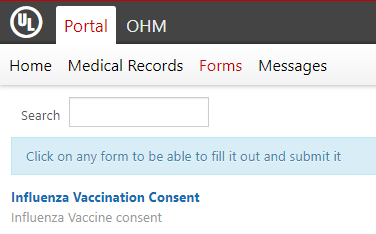 UL Portal OHM
Home Medical Records Forms Messages
Search
Click on any form to be able to fill it out and submit it
Influenza Vaccination Consent
Influenza Vaccine consent